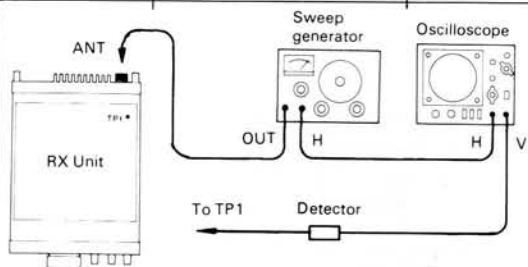 Sweep
generator
Oscilloscope
ANT
TP1
RX Unit
OUT
H
H
V
To TP1
Detector